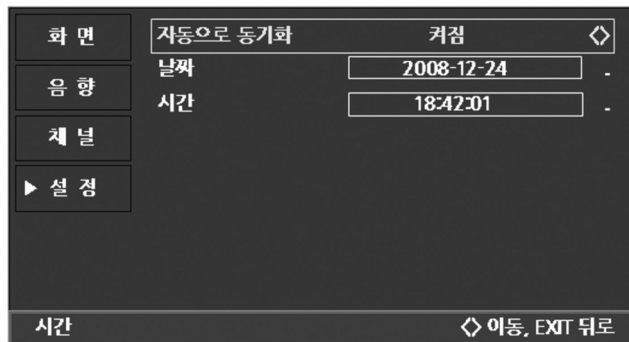 화 면
음 향
채 널
▶ 설 정
자동으로 동기화 켜짐
날짜 2008-12-24 .
시간 18:42:01 .
시간
이동, EXIT 뒤로